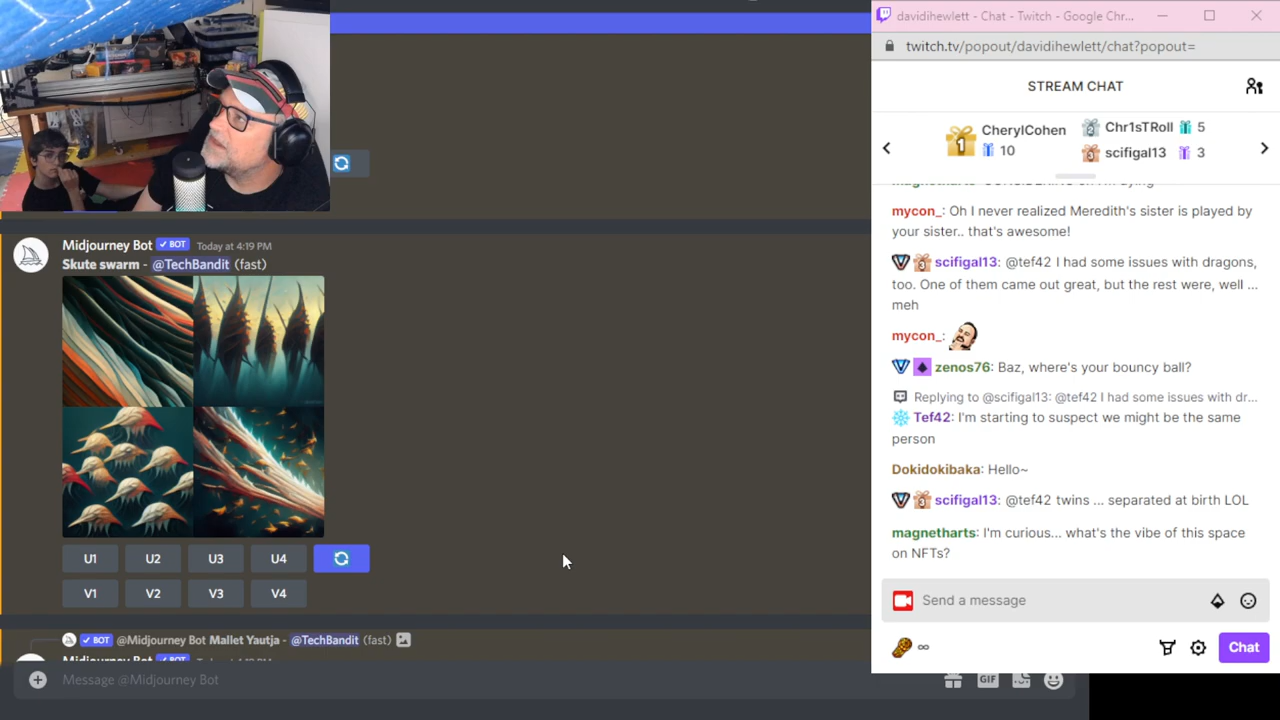 Midjourney Bot ✓ BOT Today at 4:19 PM
Skute swarm - @TechBandit (fast)
U1 U2 U3 U4
V1 V2 V3 V4
BOT @Midjourney Bot Mallet Yautja - @TechBandit (fast)
Midjourney Bot
Message @Midjourney Bot
GIF
davidihewlett - Chat - Twitch - Google Chr...
twitch.tv/popout/davidihewlett/chat?popout=
STREAM CHAT
1 CherylCohen
10
2 Chr1sTRoll 5
3 scifigal13 3
mycon_: Oh I never realized Meredith's sister is played by
your sister.. that's awesome!
scifigal13: @tef42 I had some issues with dragons,
too. One of them came out great, but the rest were, well ...
meh
mycon_:
zenos76: Baz, where's your bouncy ball?
Replying to @scifigal13: @tef42 I had some issues with dr...
Tef42: I'm starting to suspect we might be the same
person
Dokidokibaka: Hello~
scifigal13: @tef42 twins ... separated at birth LOL
magnetharts: I'm curious... what's the vibe of this space
on NFTs?
Send a message
∞
Chat